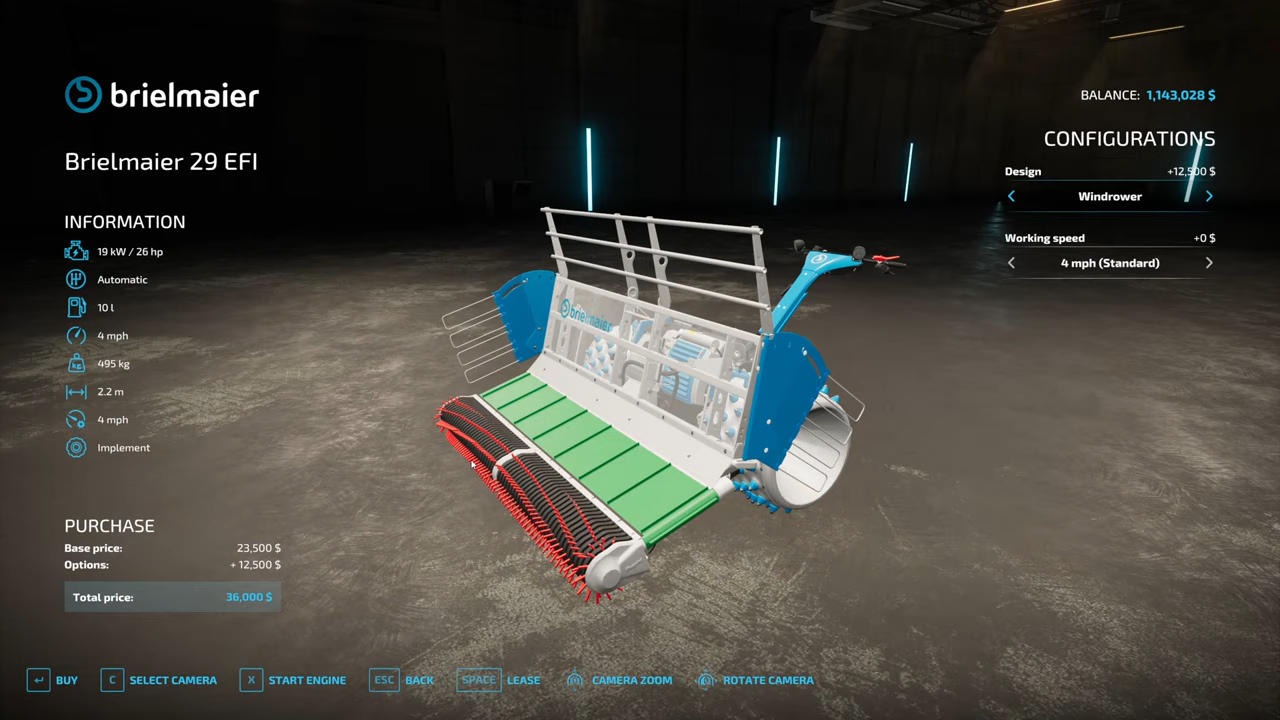 brielmaier
Brielmaier 29 EFI
INFORMATION
19 kW / 26 hp
Automatic
10 l
4 mph
495 kg
2.2 m
4 mph
Implement
PURCHASE
Base price: 23,500 $
Options: + 12,500 $
Total price: 36,000 $
BALANCE: 1,143,028 $
CONFIGURATIONS
Design +12,500 $
Windrower
Working speed +0 $
4 mph (Standard)
brielmaier
BUY C SELECT CAMERA X START ENGINE ESC BACK SPACE LEASE CAMERA ZOOM ROTATE CAMERA